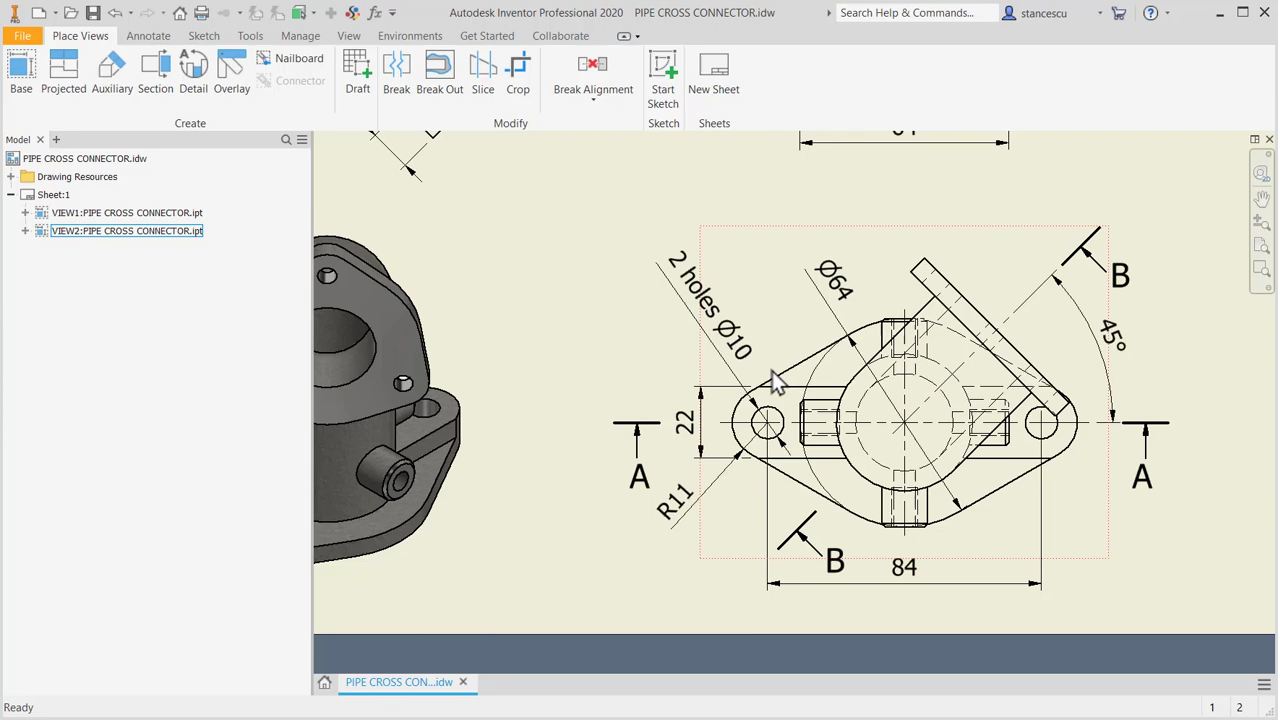 PRO
Autodesk Inventor Professional 2020 PIPE CROSS CONNECTOR.idw
Search Help & Commands...
stancescu
File Place Views Annotate Sketch Tools Manage View Environments Get Started Collaborate
Base
Projected
Auxiliary
Section
Detail
Overlay
Nailboard
Connector
Draft
Break
Break Out
Slice
Crop
Break Alignment
Start
Sketch
New Sheet
Create Modify Sketch Sheets
Model
PIPE CROSS CONNECTOR.idw
Drawing Resources
Sheet:1
VIEW1:PIPE CROSS CONNECTOR.ipt
VIEW2:PIPE CROSS CONNECTOR.ipt
2 holes Ø10
Ø64
B
45°
22
A
A
R11
B
84
PIPE CROSS CON...idw
Ready 1 2